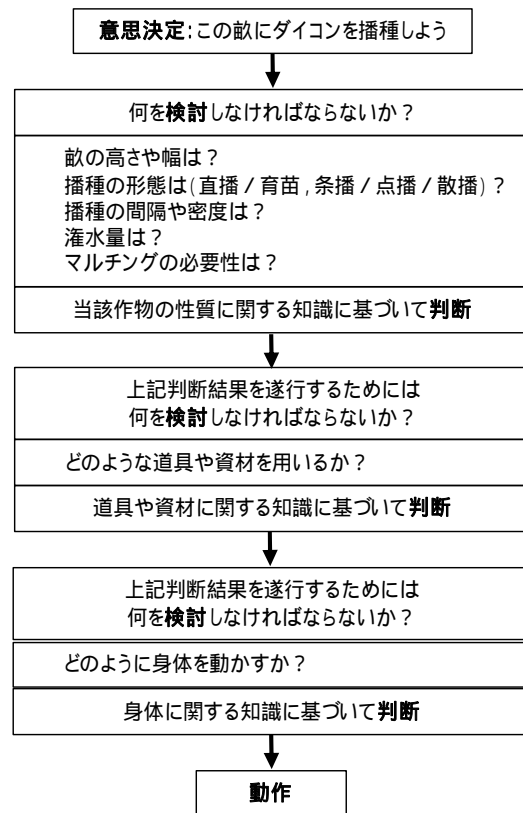 意思決定:この畝にダイコンを播種しよう
何を検討しなければならないか？
畝の高さや幅は？
播種の形態は(直播 / 育苗 , 条播 / 点播 / 散播)？
播種の間隔や密度は？
潅水量は？
マルチングの必要性は？
当該作物の性質に関する知識に基づいて判断
上記判断結果を遂行するためには
何を検討しなければならないか？
どのような道具や資材を用いるか？
道具や資材に関する知識に基づいて判断
上記判断結果を遂行するためには
何を検討しなければならないか？
どのように身体を動かすか？
身体に関する知識に基づいて判断
動作